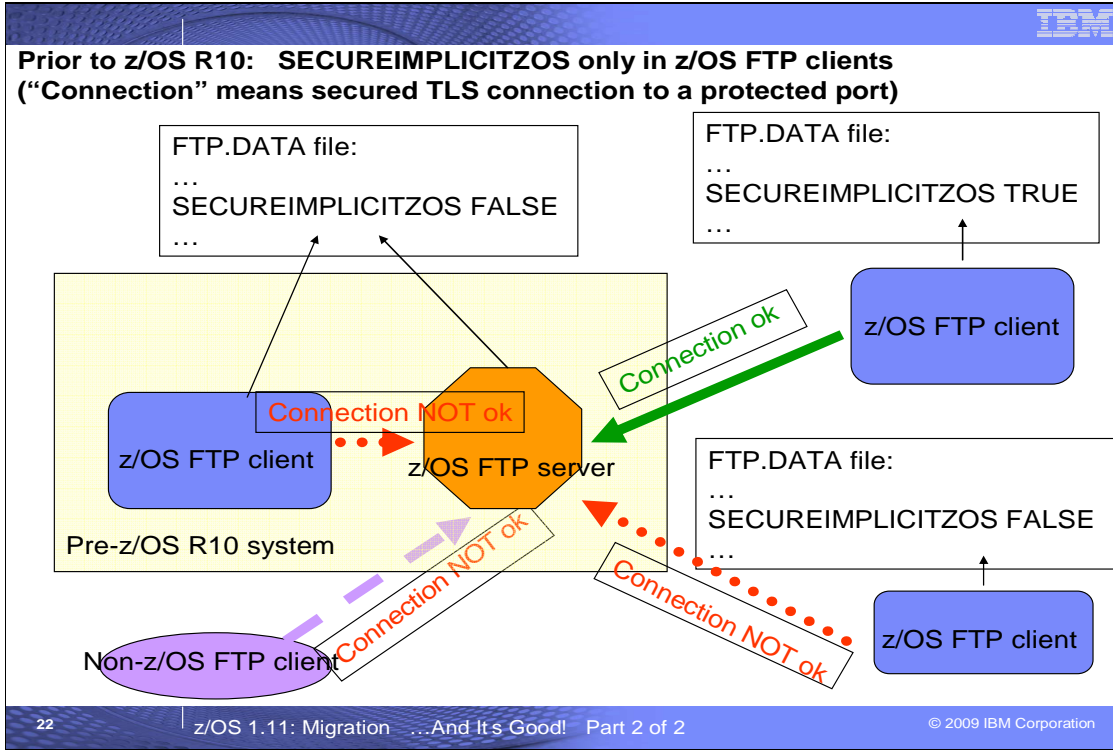 IBM
Prior to z/OS R10: SECUREIMPLICITZOS only in z/OS FTP clients
(“Connection” means secured TLS connection to a protected port)
FTP.DATA file:
…
SECUREIMPLICITZOS FALSE
…
FTP.DATA file:
…
SECUREIMPLICITZOS TRUE
…
z/OS FTP client
Connection ok
Connection NOT ok
z/OS FTP client
z/OS FTP server
Pre-z/OS R10 system
FTP.DATA file:
…
SECUREIMPLICITZOS FALSE
…
Connection NOT ok
Connection NOT ok
Non-z/OS FTP client
z/OS FTP client
22
z/OS 1.11: Migration …And It s Good! Part 2 of 2
© 2009 IBM Corporation